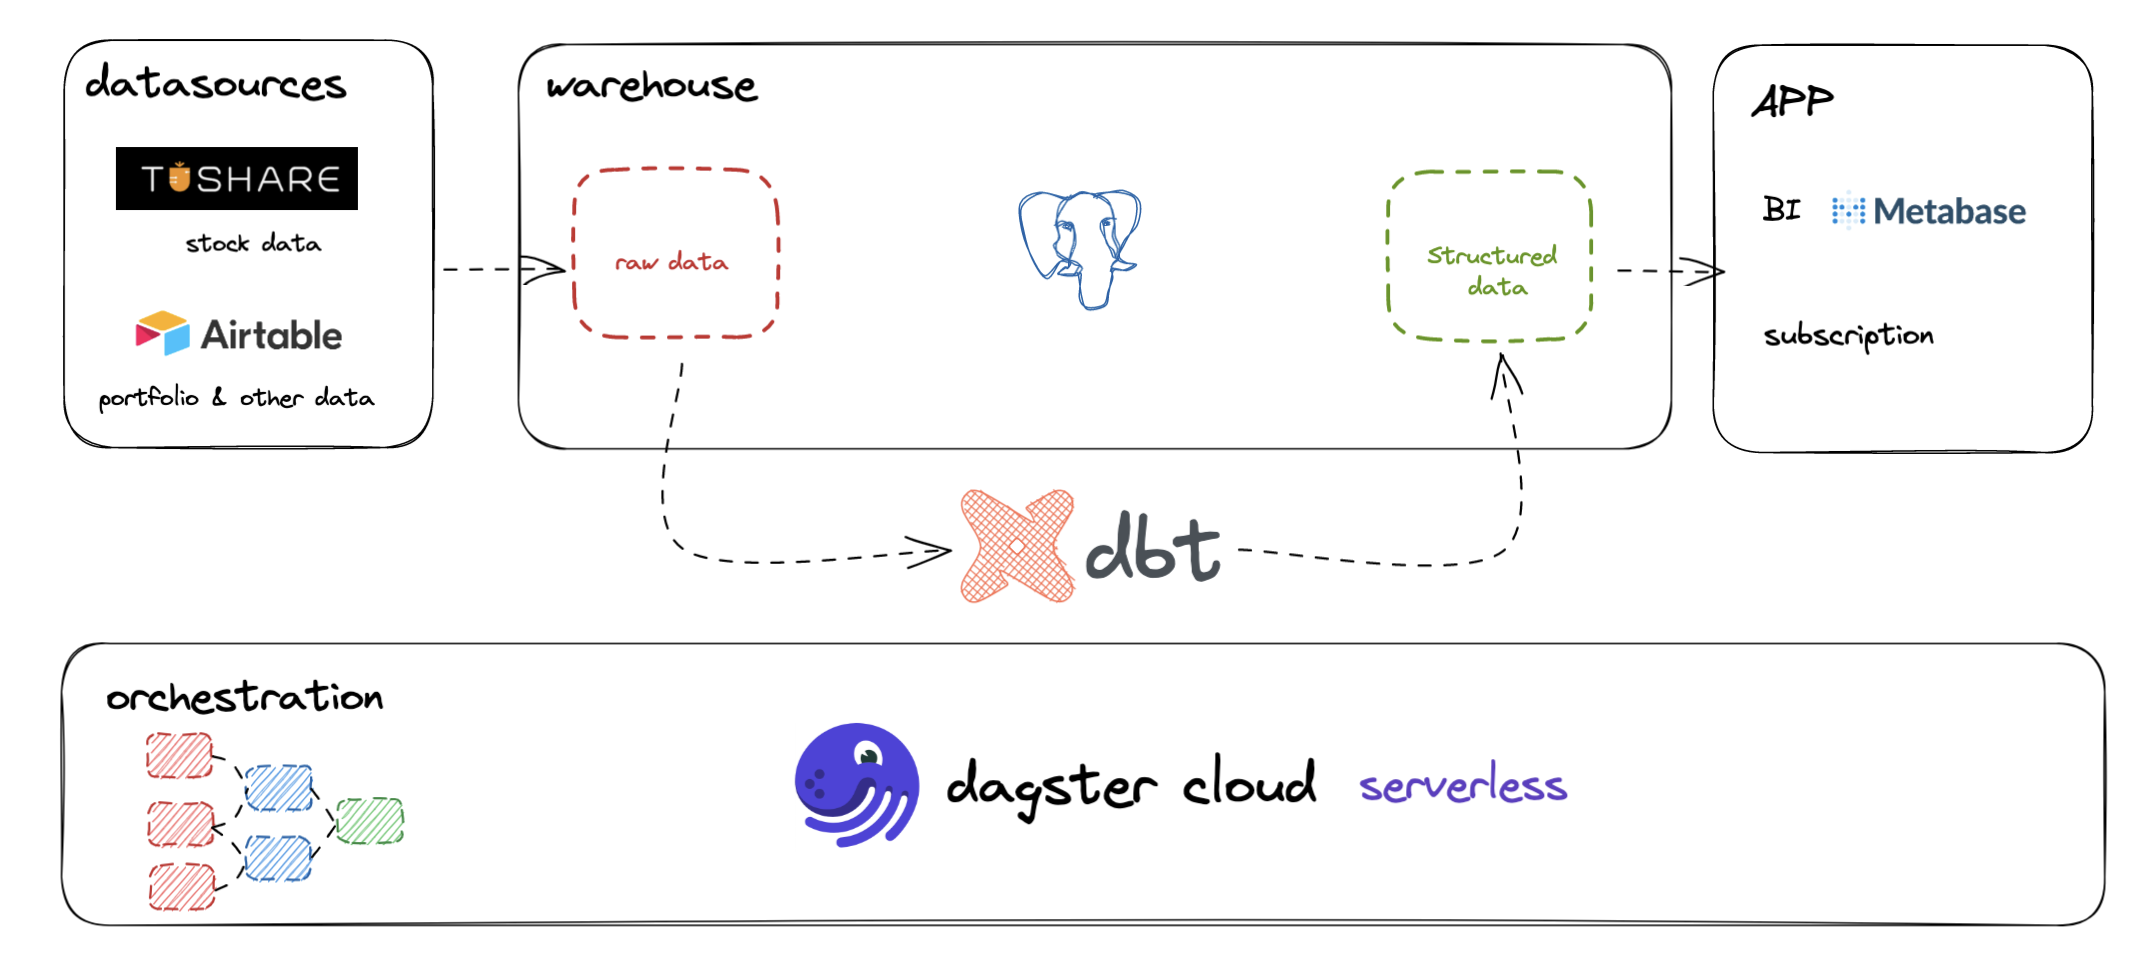 datasources
TUSHARE
stock data
Airtable
portfolio & other data
warehouse
raw data
Structured
data
APP
BI
Metabase
subscription
dbt
orchestration
dagster cloud serverless